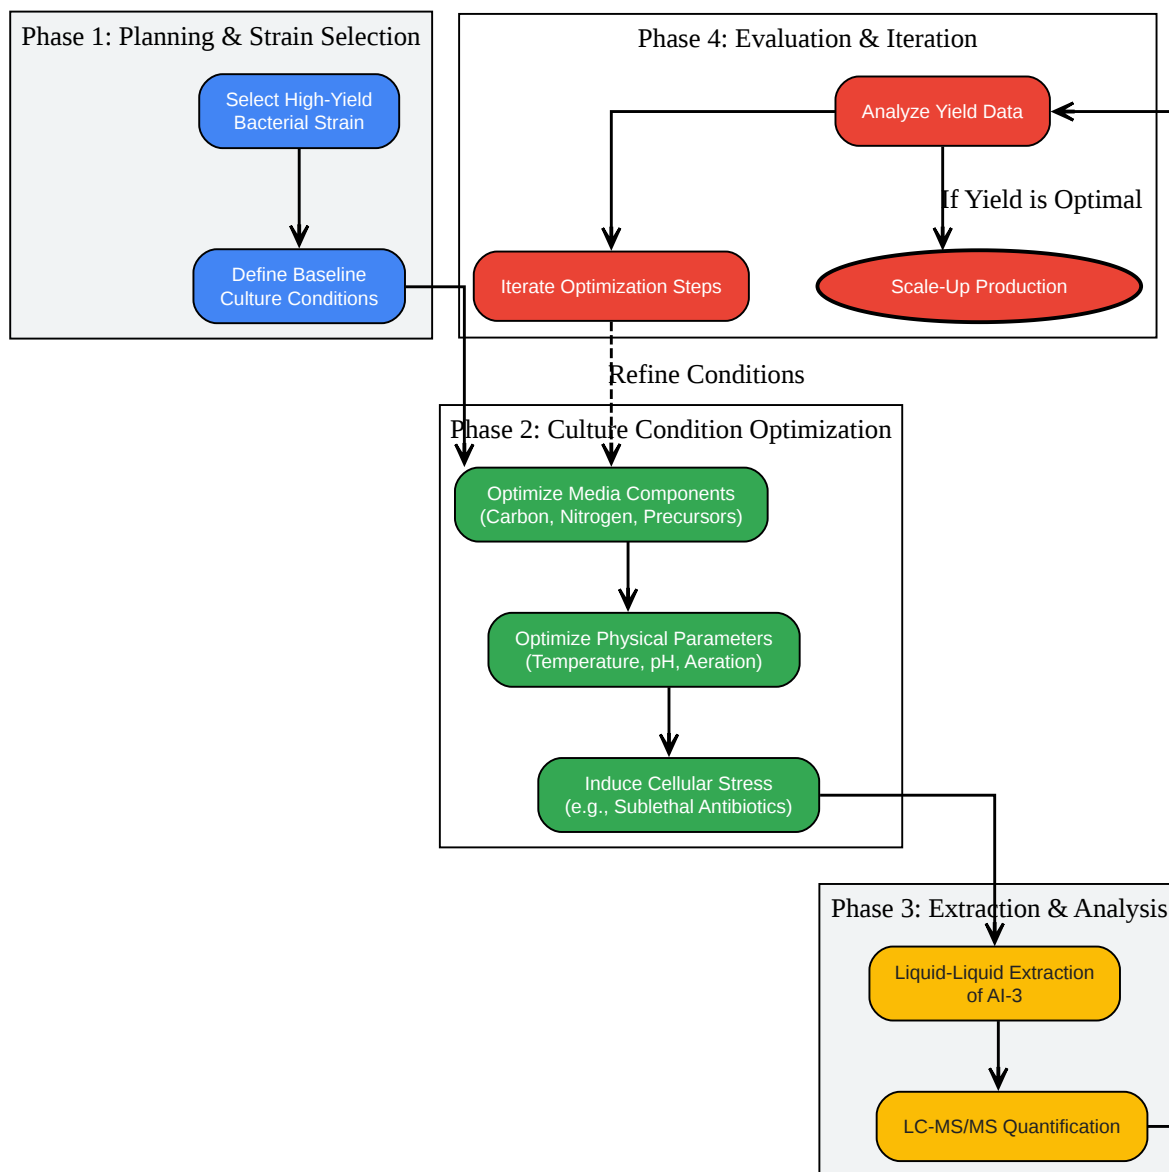 Phase 1: Planning & Strain Selection
Select High-Yield
Bacterial Strain
Define Baseline
Culture Conditions
Phase 4: Evaluation & Iteration
Analyze Yield Data
If Yield is Optimal
Iterate Optimization Steps
Scale-Up Production
Refine Conditions
Phase 2: Culture Condition Optimization
Optimize Media Components
(Carbon, Nitrogen, Precursors)
Optimize Physical Parameters
(Temperature, pH, Aeration)
Induce Cellular Stress
(e.g., Sublethal Antibiotics)
Phase 3: Extraction & Analysis
Liquid-Liquid Extraction
of AI-3
LC-MS/MS Quantification